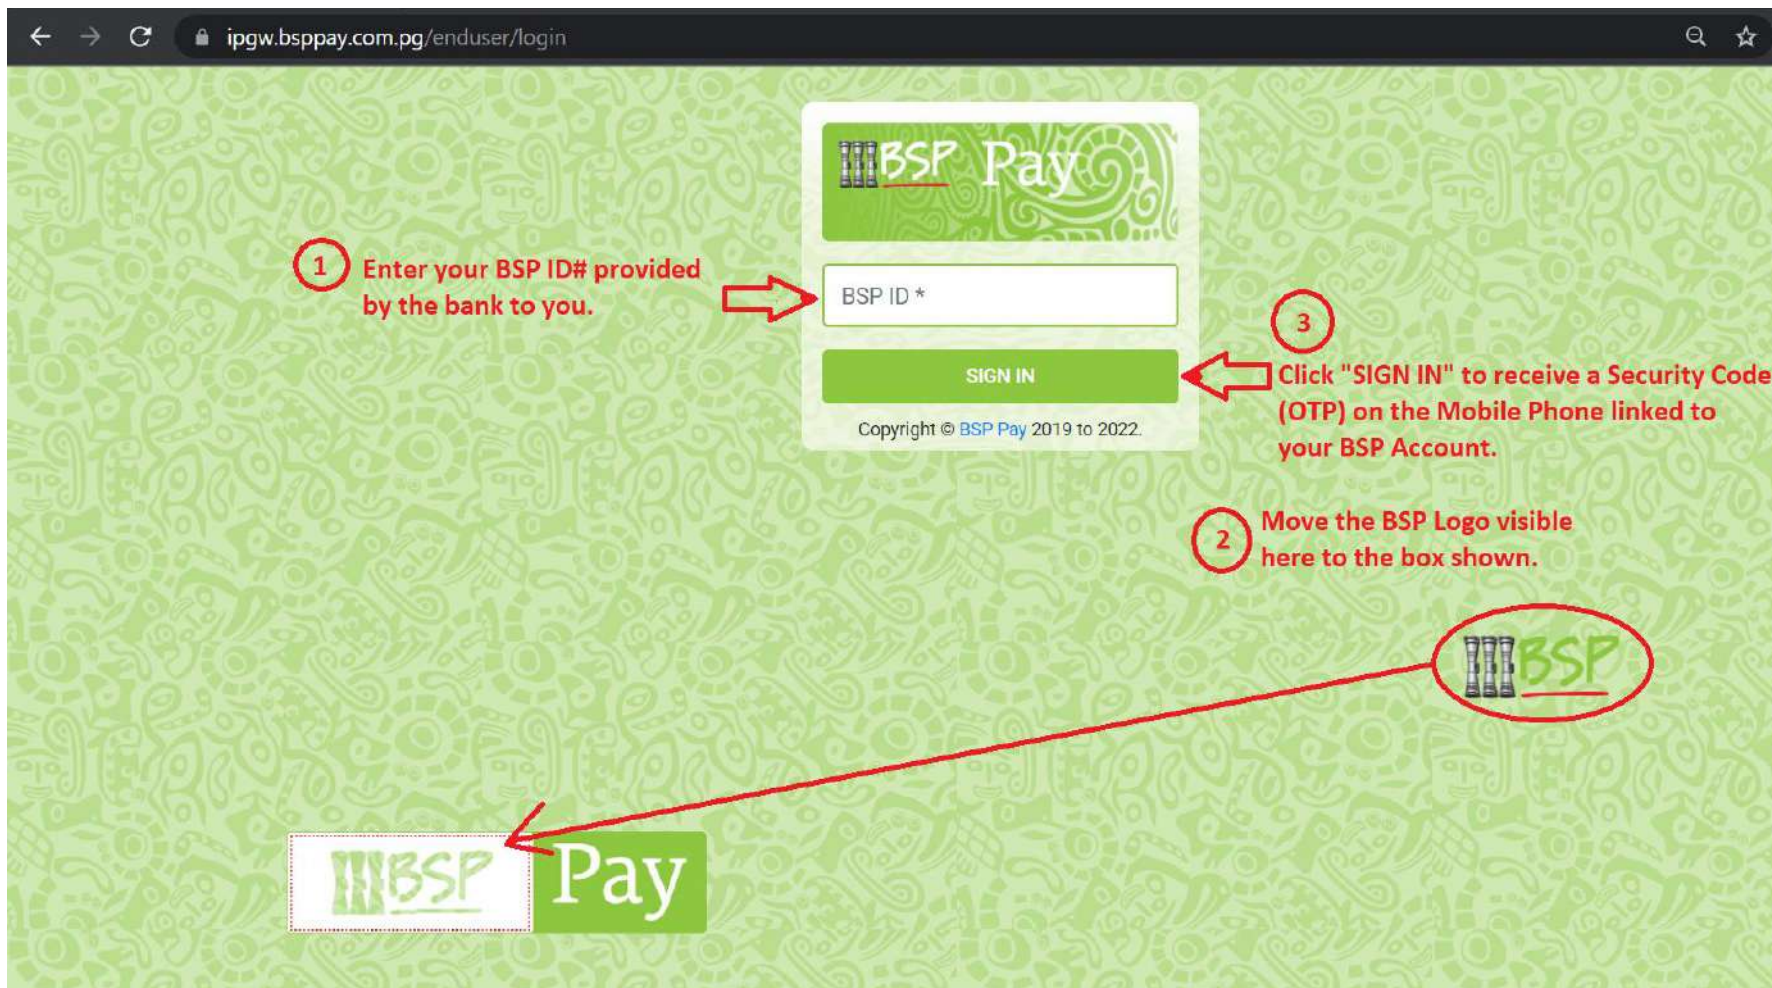 ipgw.bsppay.com.pg/enduser/login
BSP Pay
1
Enter your BSP ID# provided
by the bank to you.
BSP ID *
SIGN IN
Copyright © BSP Pay 2019 to 2022.
3
Click "SIGN IN" to receive a Security Code
(OTP) on the Mobile Phone linked to
your BSP Account.
2
Move the BSP Logo visible
here to the box shown.
BSP
BSP Pay